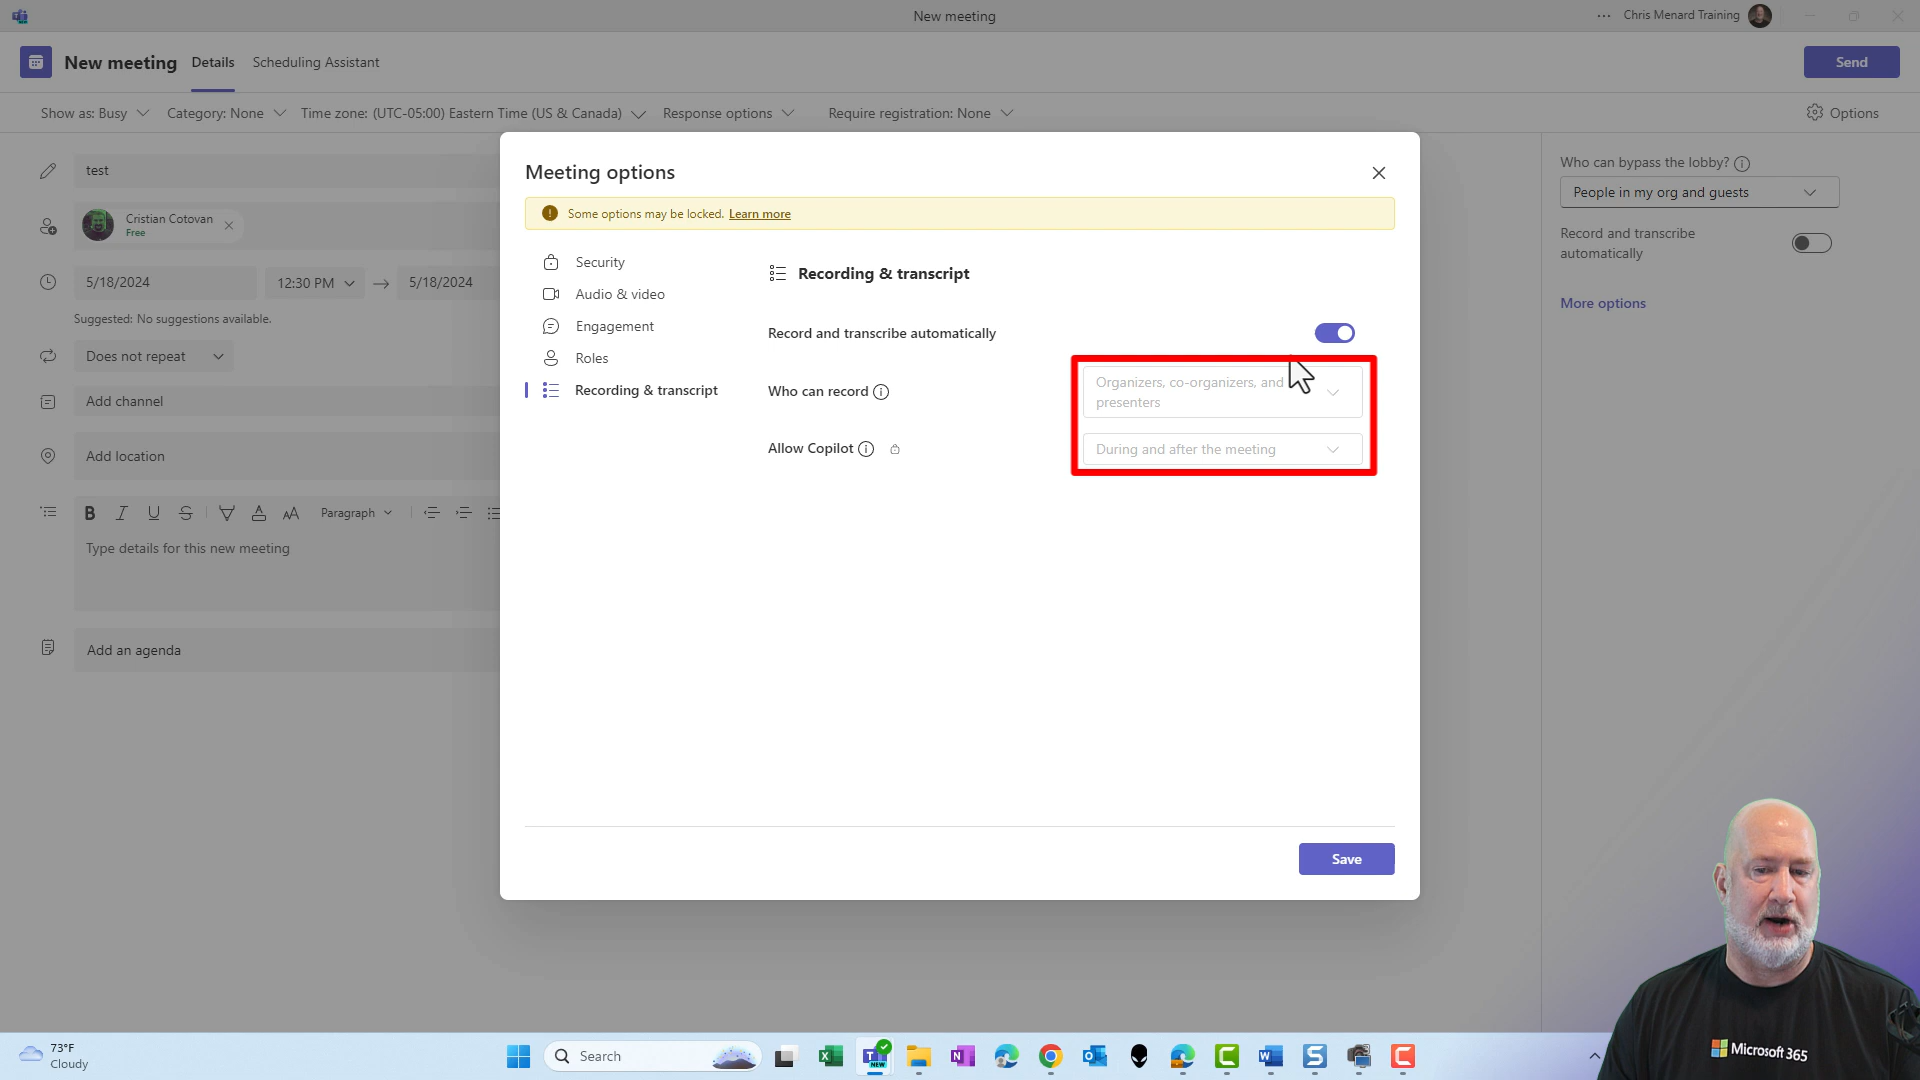 New meeting
Chris Menard Training
New meeting
Details
Scheduling Assistant
Send
Show as: Busy
Category: None
Time zone: (UTC-05:00) Eastern Time (US & Canada)
Response options
Require registration: None
Options
test
Cristian Cotovan
Free
5/18/2024
12:30 PM
5/18/2024
Suggested: No suggestions available.
Does not repeat
Add channel
Add location
Paragraph
Type details for this new meeting
Add an agenda
Meeting options
Some options may be locked. Learn more
Security
Audio & video
Engagement
Roles
Recording & transcript
Recording & transcript
Record and transcribe automatically
Who can record
Organizers, co-organizers, and
presenters
Allow Copilot
During and after the meeting
Save
Who can bypass the lobby?
People in my org and guests
Record and transcribe
automatically
More options
Microsoft 365
73°F
Cloudy
Search
NEW